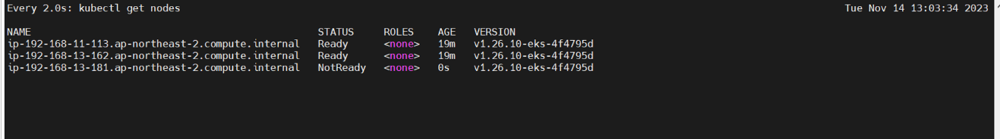 Every 2.0s: kubectl get nodes Tue Nov 14 13:03:34 2023
NAME STATUS ROLES AGE VERSION
ip-192-168-11-113.ap-northeast-2.compute.internal Ready <none> 19m v1.26.10-eks-4f4795d
ip-192-168-13-162.ap-northeast-2.compute.internal Ready <none> 19m v1.26.10-eks-4f4795d
ip-192-168-13-181.ap-northeast-2.compute.internal NotReady <none> 0s v1.26.10-eks-4f4795d